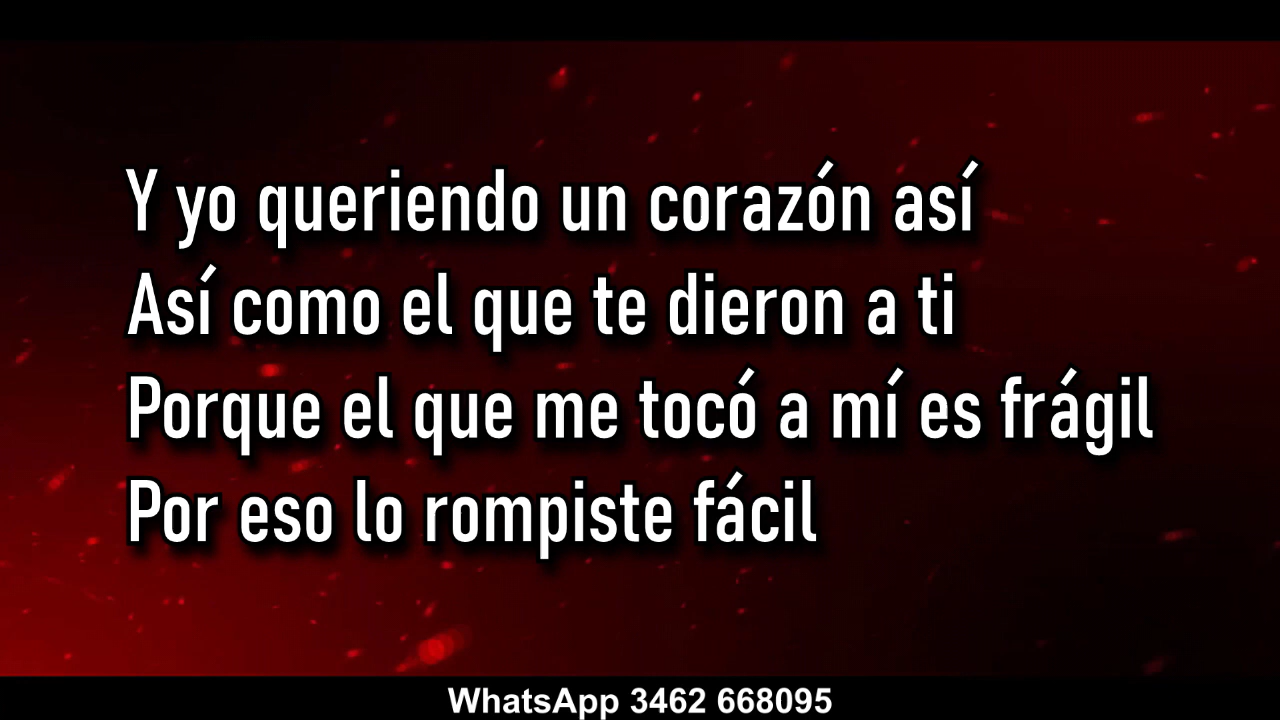 Y yo queriendo un corazón así
Así como el que te dieron a ti
Porque el que me tocó a mí es frágil
Por eso lo rompiste fácil
WhatsApp 3462 668095